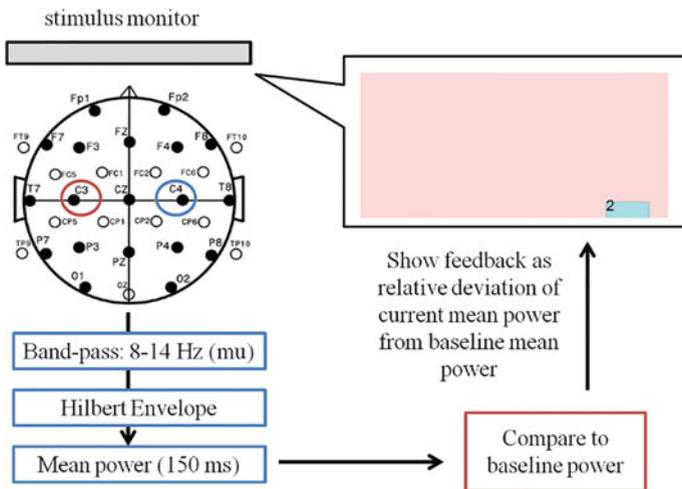 stimulus monitor
Fp1 Fp2
FT9 F7 F3 FZ F4 F8 FT10
FC5 FC1 FC2 FC6
T7 C3 CZ C4 T8
CP5 CP1 CP2 CP6
TP9 P7 P3 PZ P4 P8 TP10
O1 OZ O2
2
Band-pass: 8-14 Hz (mu)
Hilbert Envelope
Mean power (150 ms)
Compare to
baseline power
Show feedback as
relative deviation of
current mean power
from baseline mean
power